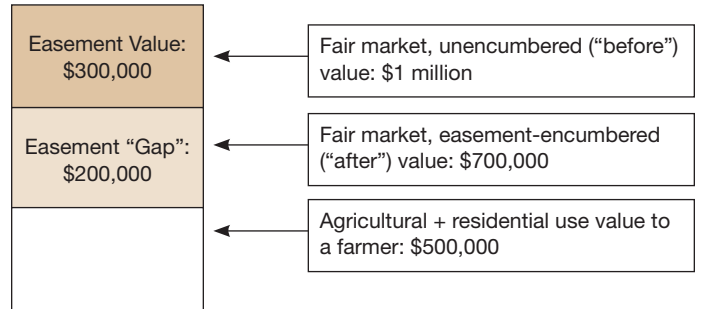 Easement Value:
$300,000
Fair market, unencumbered (“before”)
value: $1 million
Easement “Gap”:
$200,000
Fair market, easement-encumbered
(“after”) value: $700,000
Agricultural + residential use value to
a farmer: $500,000